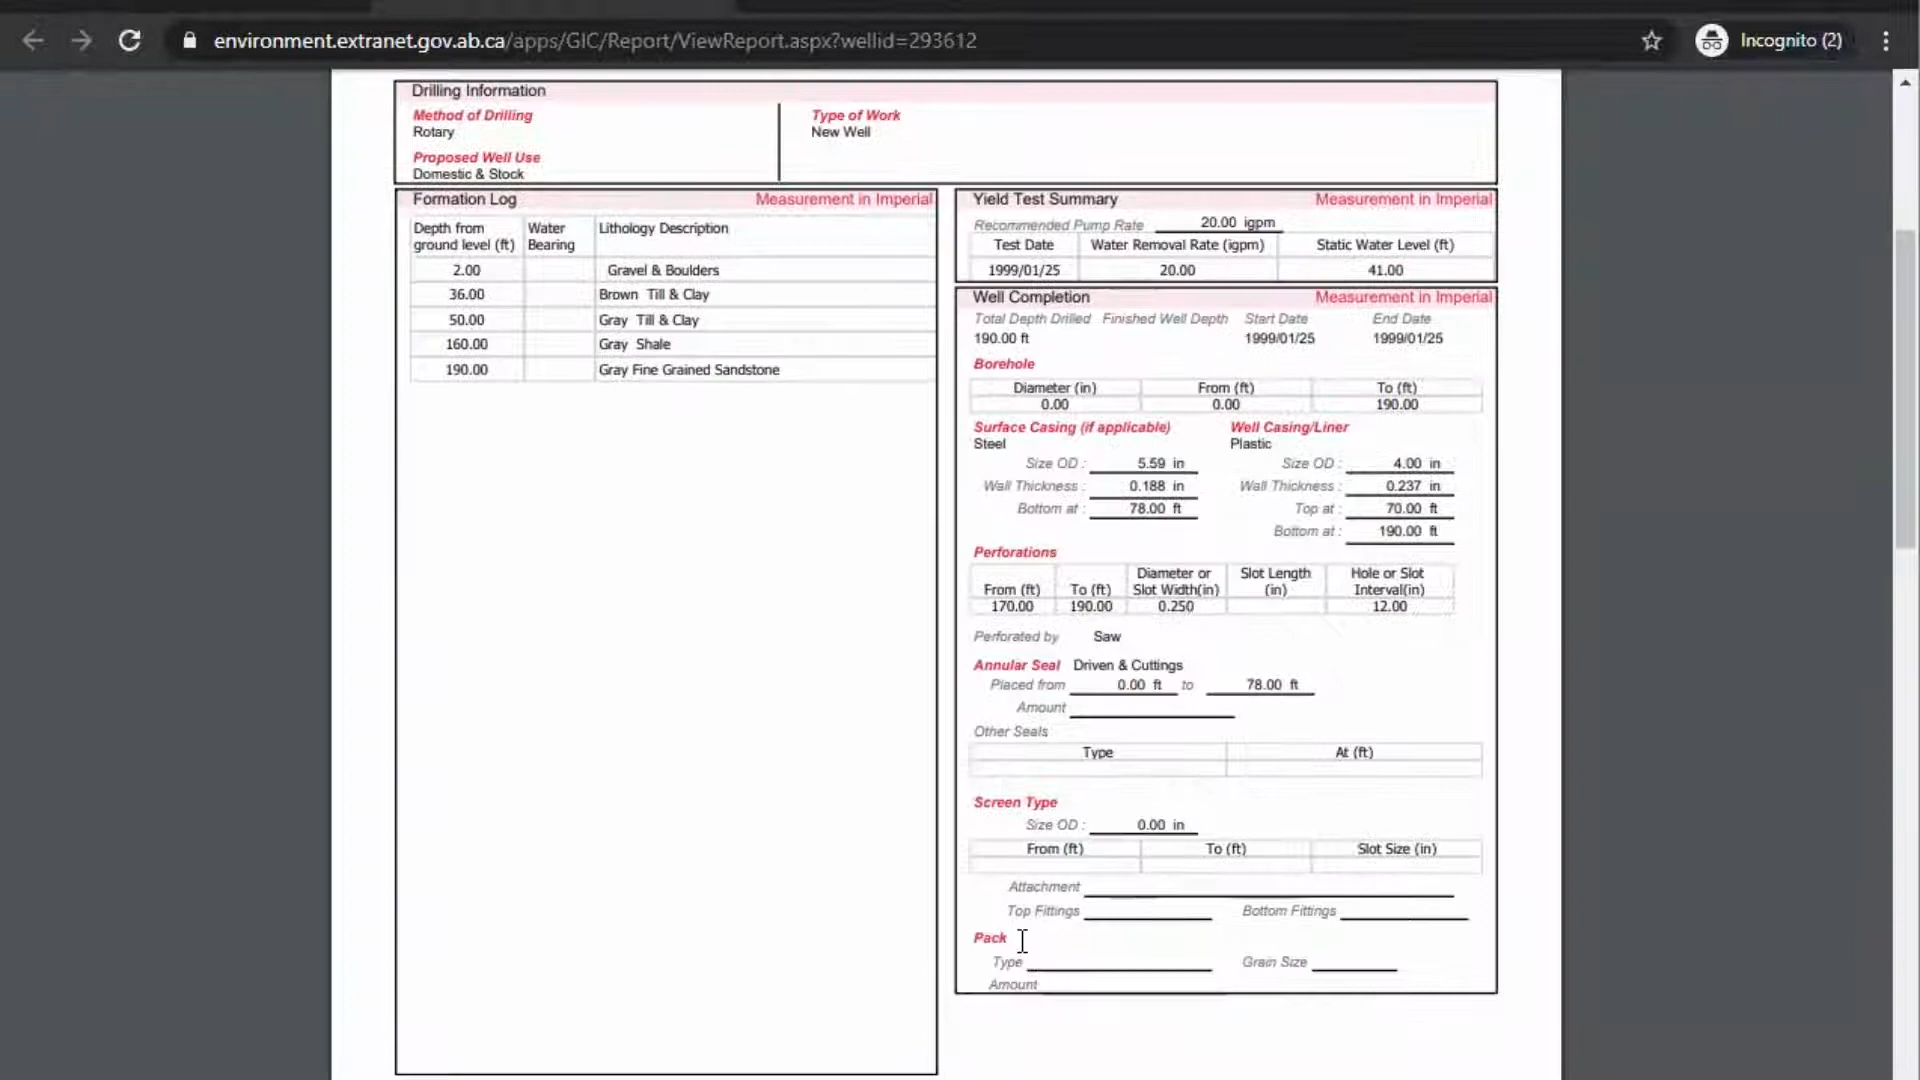 environment.extranet.gov.ab.ca/apps/GIC/Report/ViewReport.aspx?wellid=293612
Incognito (2)
Drilling Information
Method of Drilling
Type of Work
Rotary
New Well
Proposed Well Use
Domestic & Stock
Formation Log
Measurement in Imperial
Depth from ground level (ft)
Water Bearing
Lithology Description
2.00 Gravel & Boulders
36.00 Brown Till & Clay
50.00 Gray Till & Clay
160.00 Gray Shale
190.00 Gray Fine Grained Sandstone
Yield Test Summary
Measurement in Imperial
Recommended Pump Rate 20.00 igpm
Test Date Water Removal Rate (igpm) Static Water Level (ft)
1999/01/25 20.00 41.00
Well Completion
Measurement in Imperial
Total Depth Drilled Finished Well Depth Start Date End Date
190.00 ft 1999/01/25 1999/01/25
Borehole
Diameter (in) From (ft) To (ft)
0.00 0.00 190.00
Surface Casing (if applicable) Well Casing/Liner
Steel Plastic
Size OD : 5.59 in Size OD : 4.00 in
Wall Thickness : 0.188 in Wall Thickness : 0.237 in
Bottom at : 78.00 ft Top at : 70.00 ft
Bottom at : 190.00 ft
Perforations
From (ft) To (ft) Diameter or Slot Width(in) Slot Length (in) Hole or Slot Interval(in)
170.00 190.00 0.250 12.00
Perforated by Saw
Annular Seal Driven & Cuttings
Placed from 0.00 ft to 78.00 ft
Amount
Other Seals
Type At (ft)
Screen Type
Size OD : 0.00 in
From (ft) To (ft) Slot Size (in)
Attachment
Top Fittings Bottom Fittings
Pack
Type Grain Size
Amount